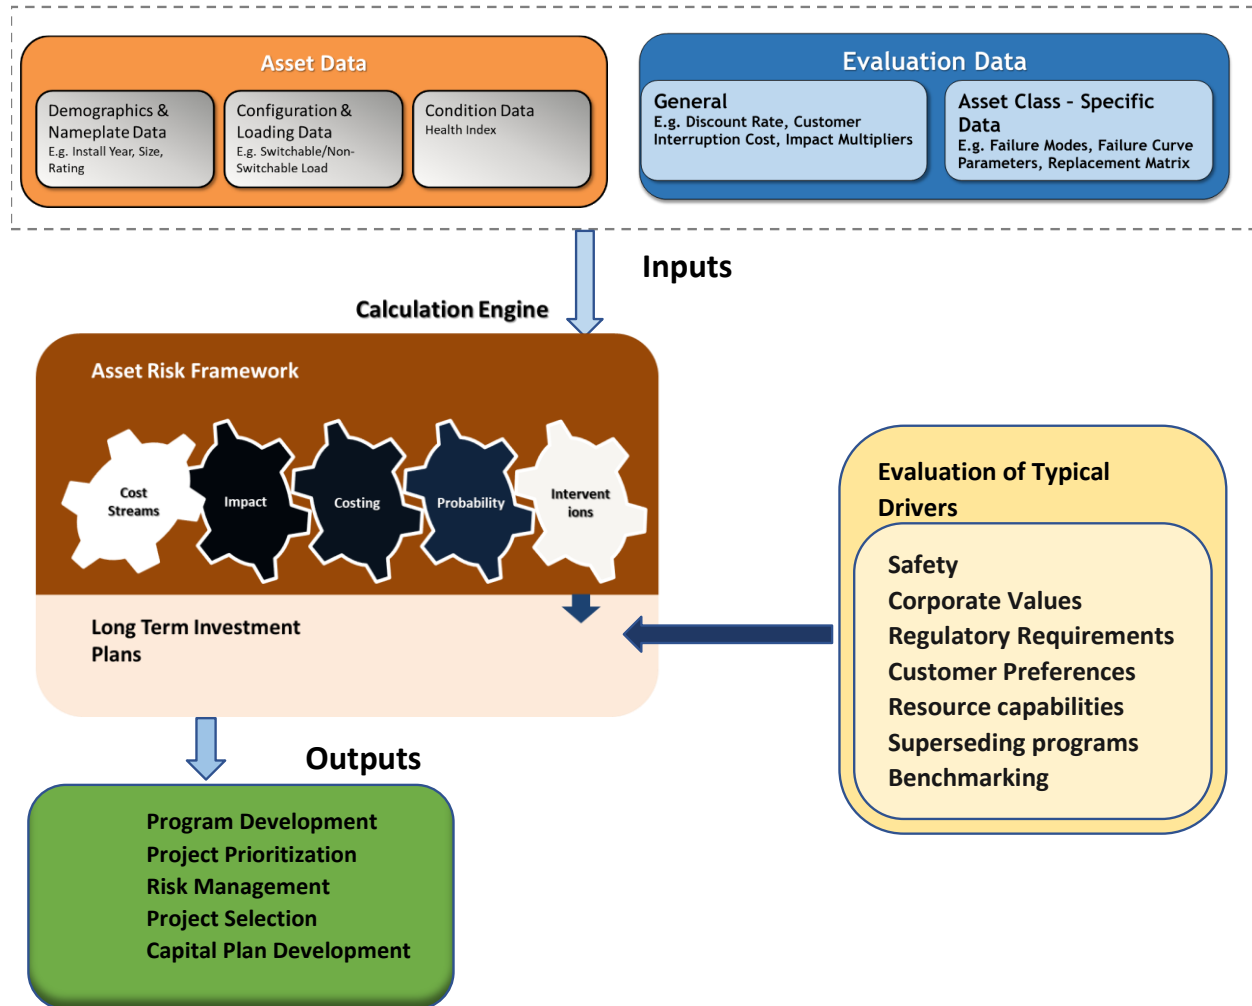 Asset Data
Demographics &
Nameplate Data
E.g. Install Year, Size,
Rating
Configuration &
Loading Data
E.g. Switchable/Non-
Switchable Load
Condition Data
Health Index
Evaluation Data
General
E.g. Discount Rate, Customer
Interruption Cost, Impact Multipliers
Asset Class – Specific
Data
E.g. Failure Modes, Failure Curve
Parameters, Replacement Matrix
Inputs
Calculation Engine
Asset Risk Framework
Cost
Streams
Impact
Costing
Probability
Intervent
ions
Long Term Investment
Plans
Evaluation of Typical
Drivers
Safety
Corporate Values
Regulatory Requirements
Customer Preferences
Resource capabilities
Superseding programs
Benchmarking
Outputs
Program Development
Project Prioritization
Risk Management
Project Selection
Capital Plan Development